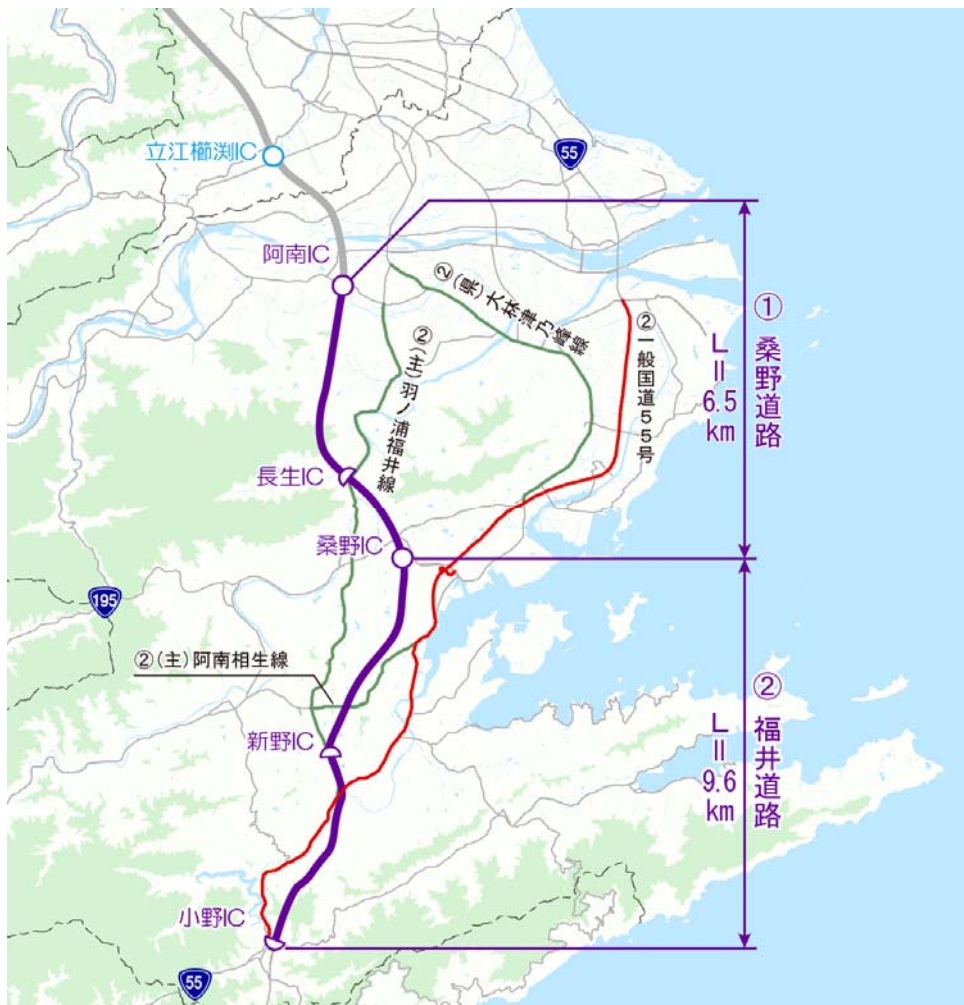 立江櫛渕IC
55
阿南IC
②(県)大林津乃峰線
②(主)羽ノ浦福井線
②一般国道55号
① 桑野道路
L=6.5km
長生IC
桑野IC
195
②(主)阿南相生線
新野IC
② 福井道路
L=9.6km
小野IC
55